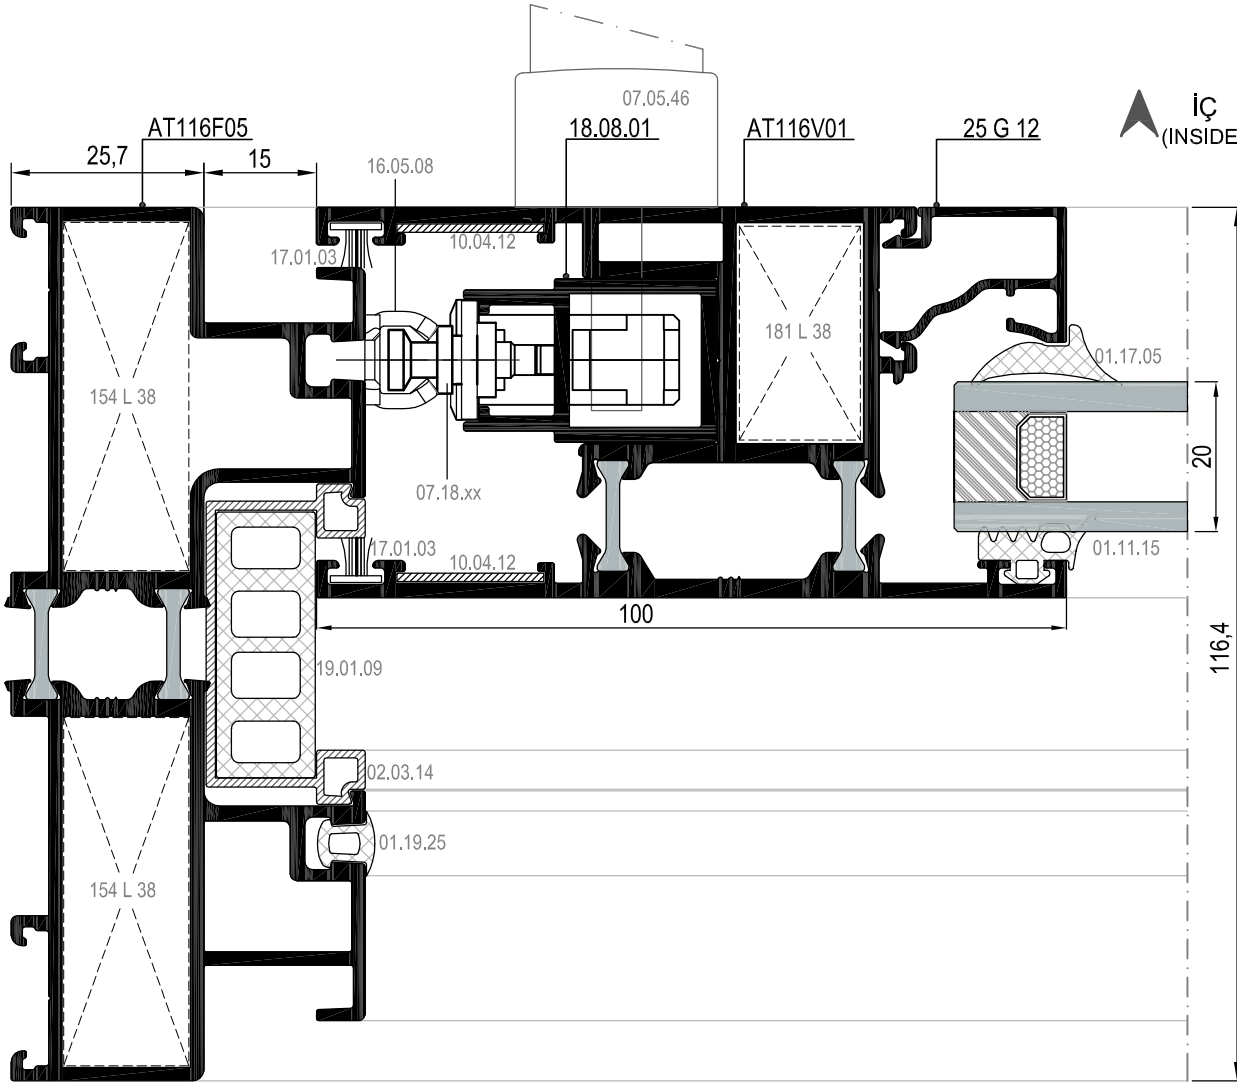 07.05.46
AT116F05
18.08.01
AT116V01
25 G 12
İÇ
(INSIDE
25,7
15
16.05.08
17.01.03
10.04.12
181 L 38
01.17.05
154 L 38
20
07.18.xx
17.01.03
10.04.12
01.11.15
100
116,4
19.01.09
02.03.14
01.19.25
154 L 38